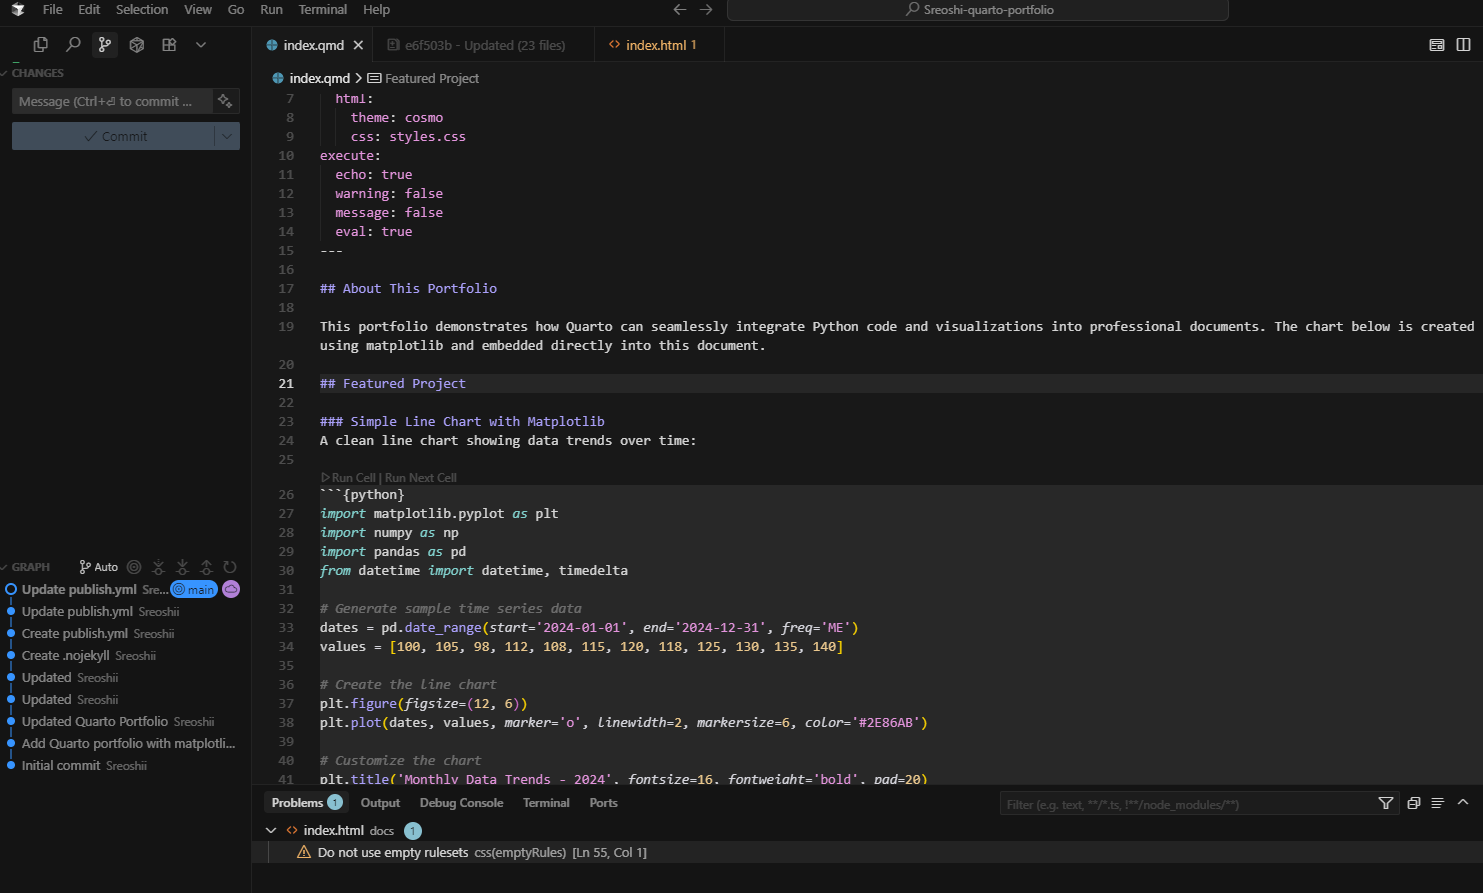 File Edit Selection View Go Run Terminal Help
Sreoshi-quarto-portfolio
index.qmd
e6f503b - Updated (23 files)
index.html 1
CHANGES
Message (Ctrl+⏎ to commit ...
Commit
GRAPH
Auto
Update publish.yml Sre... main
Update publish.yml Sreoshii
Create publish.yml Sreoshii
Create .nojekyll Sreoshii
Updated Sreoshii
Updated Sreoshii
Updated Quarto Portfolio Sreoshii
Add Quarto portfolio with matplotli...
Initial commit Sreoshii
index.qmd > Featured Project
7 html:
8 theme: cosmo
9 css: styles.css
10 execute:
11 echo: true
12 warning: false
13 message: false
14 eval: true
15 ---
16
17 ## About This Portfolio
18
19 This portfolio demonstrates how Quarto can seamlessly integrate Python code and visualizations into professional documents. The chart below is created
using matplotlib and embedded directly into this document.
20
21 ## Featured Project
22
23 ### Simple Line Chart with Matplotlib
24 A clean line chart showing data trends over time:
25
Run Cell | Run Next Cell
26 ```{python}
27 import matplotlib.pyplot as plt
28 import numpy as np
29 import pandas as pd
30 from datetime import datetime, timedelta
31
32 # Generate sample time series data
33 dates = pd.date_range(start='2024-01-01', end='2024-12-31', freq='ME')
34 values = [100, 105, 98, 112, 108, 115, 120, 118, 125, 130, 135, 140]
35
36 # Create the line chart
37 plt.figure(figsize=(12, 6))
38 plt.plot(dates, values, marker='o', linewidth=2, markersize=6, color='#2E86AB')
39
40 # Customize the chart
41 plt.title('Monthly Data Trends - 2024', fontsize=16, fontweight='bold', pad=20)
Problems 1 Output Debug Console Terminal Ports
Filter (e.g. text, **/*.ts, !**/node_modules/**)
index.html docs 1
Do not use empty rulesets css(emptyRules) [Ln 55, Col 1]